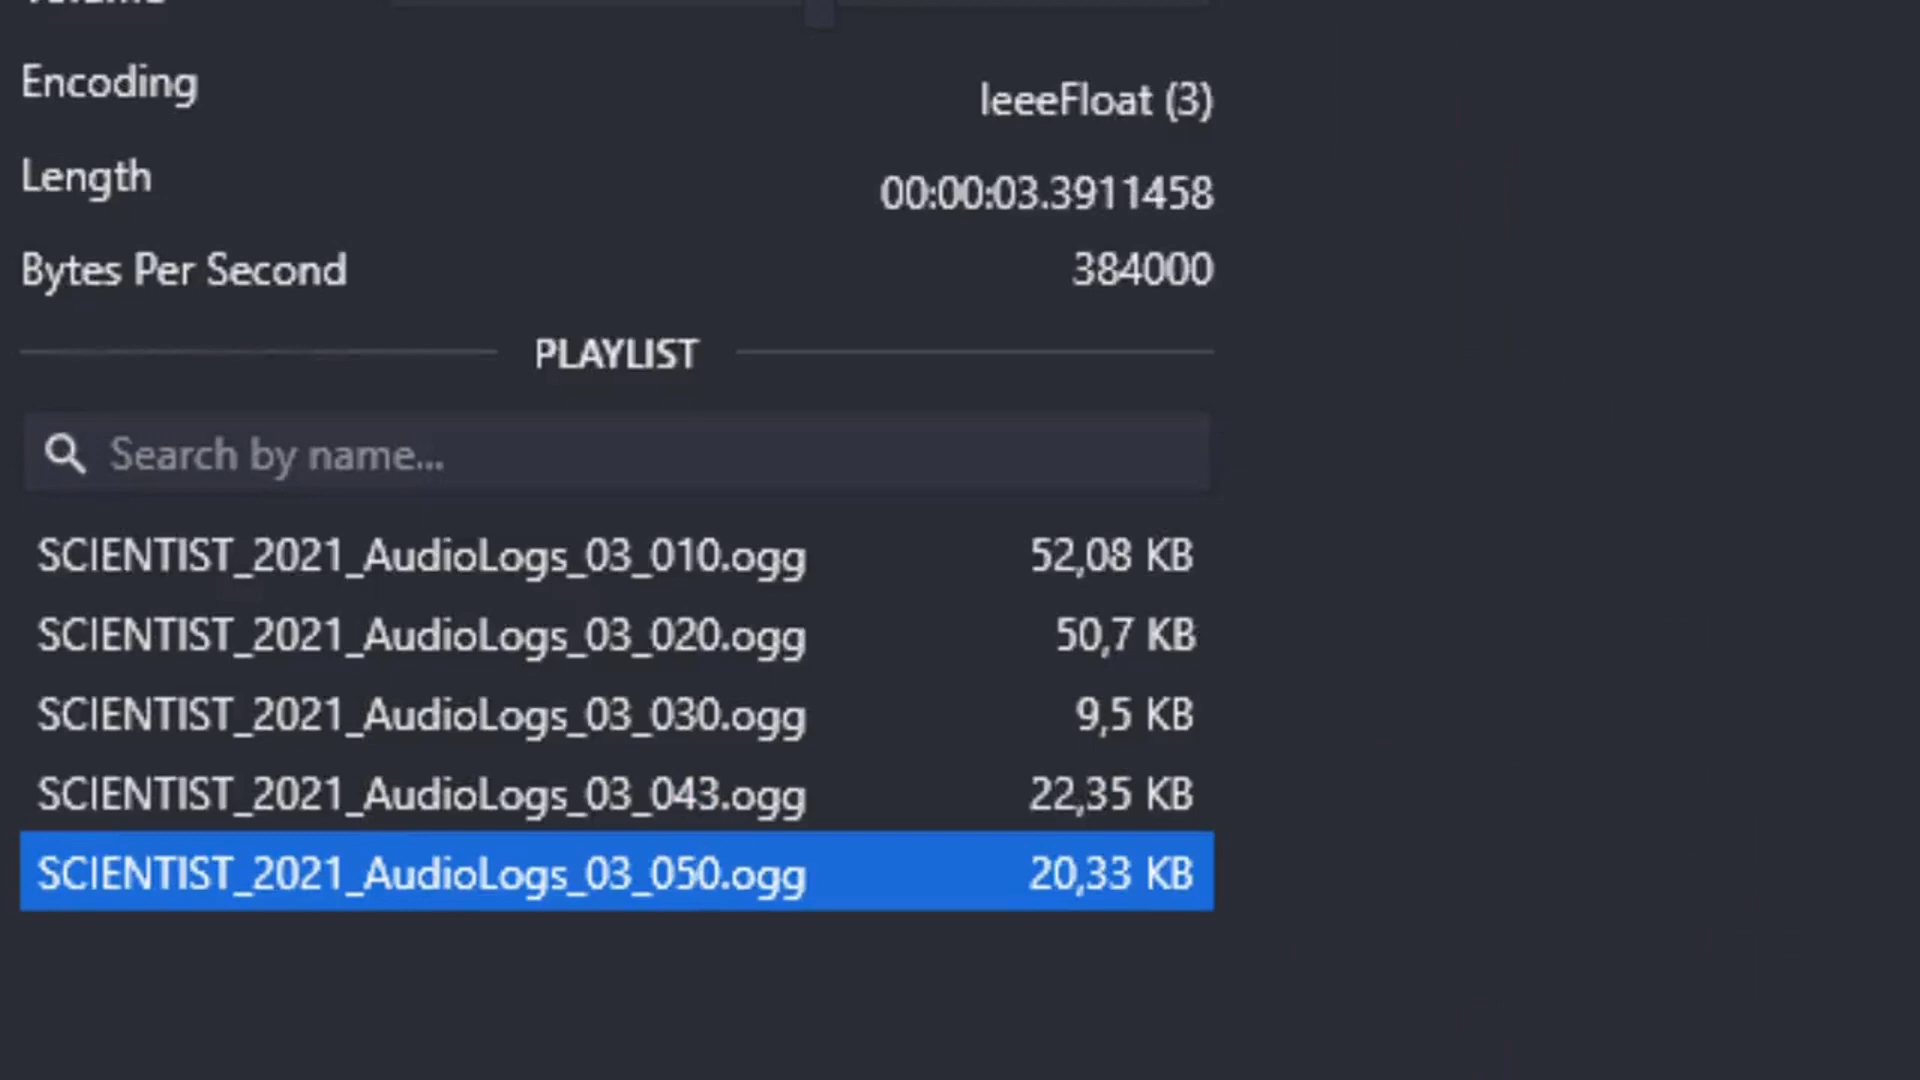 Encoding
IeeeFloat (3)
Length
00:00:03.3911458
Bytes Per Second 384000
PLAYLIST
Search by name...
SCIENTIST_2021_AudioLogs_03_010.ogg 52,08 KB
SCIENTIST_2021_AudioLogs_03_020.ogg 50,7 KB
SCIENTIST_2021_AudioLogs_03_030.ogg 9,5 KB
SCIENTIST_2021_AudioLogs_03_043.ogg 22,35 KB
SCIENTIST_2021_AudioLogs_03_050.ogg 20,33 KB